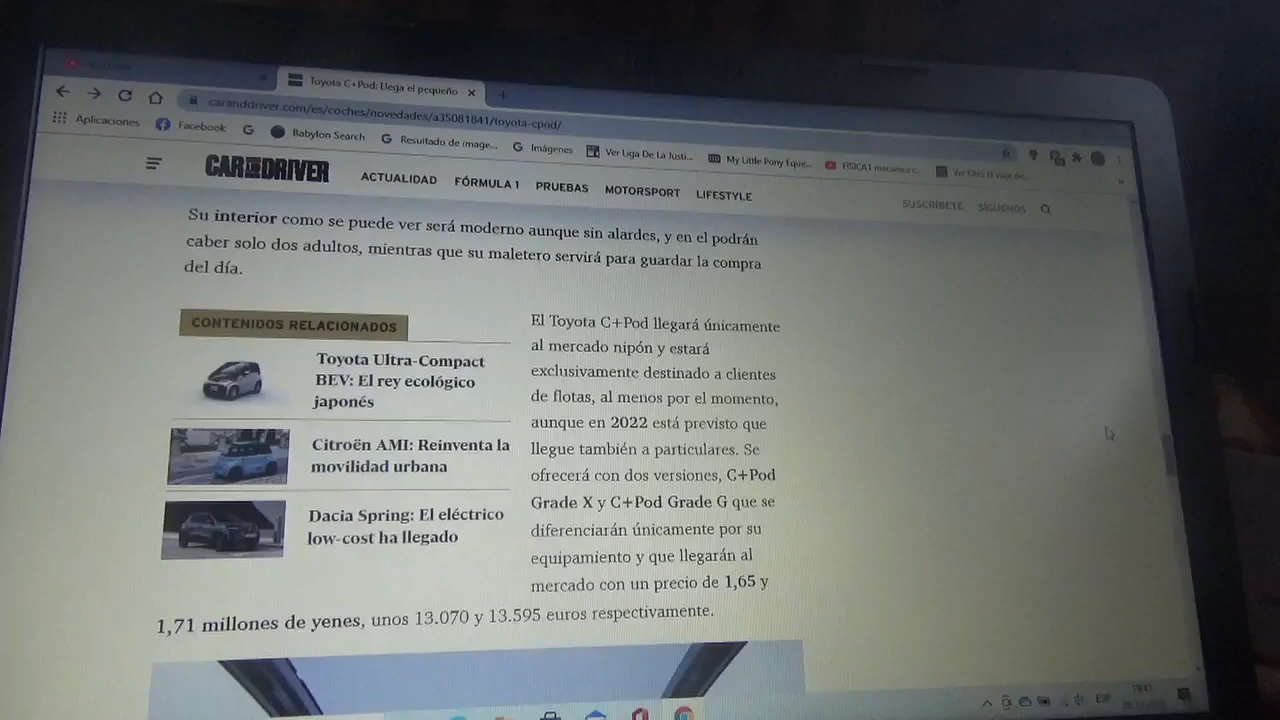 Toyota C+Pod: Llega el pequeño
caranddriver.com/es/coches/novedades/a35081841/toyota-cpod/
Aplicaciones Facebook Babylon Search Resultado de image... Imágenes Ver Liga De La Justi... My Little Pony Eque... FISICA1 mecanica c...
CAR AND DRIVER ACTUALIDAD FÓRMULA 1 PRUEBAS MOTORSPORT LIFESTYLE SUSCRÍBETE SÍGUENOS
Su interior como se puede ver será moderno aunque sin alardes, y en el podrán
caber solo dos adultos, mientras que su maletero servirá para guardar la compra
del día.
CONTENIDOS RELACIONADOS
Toyota Ultra-Compact
BEV: El rey ecológico
japonés
Citroën AMI: Reinventa la
movilidad urbana
Dacia Spring: El eléctrico
low-cost ha llegado
El Toyota C+Pod llegará únicamente
al mercado nipón y estará
exclusivamente destinado a clientes
de flotas, al menos por el momento,
aunque en 2022 está previsto que
llegue también a particulares. Se
ofrecerá con dos versiones, C+Pod
Grade X y C+Pod Grade G que se
diferenciarán únicamente por su
equipamiento y que llegarán al
mercado con un precio de 1,65 y
1,71 millones de yenes, unos 13.070 y 13.595 euros respectivamente.
ESP